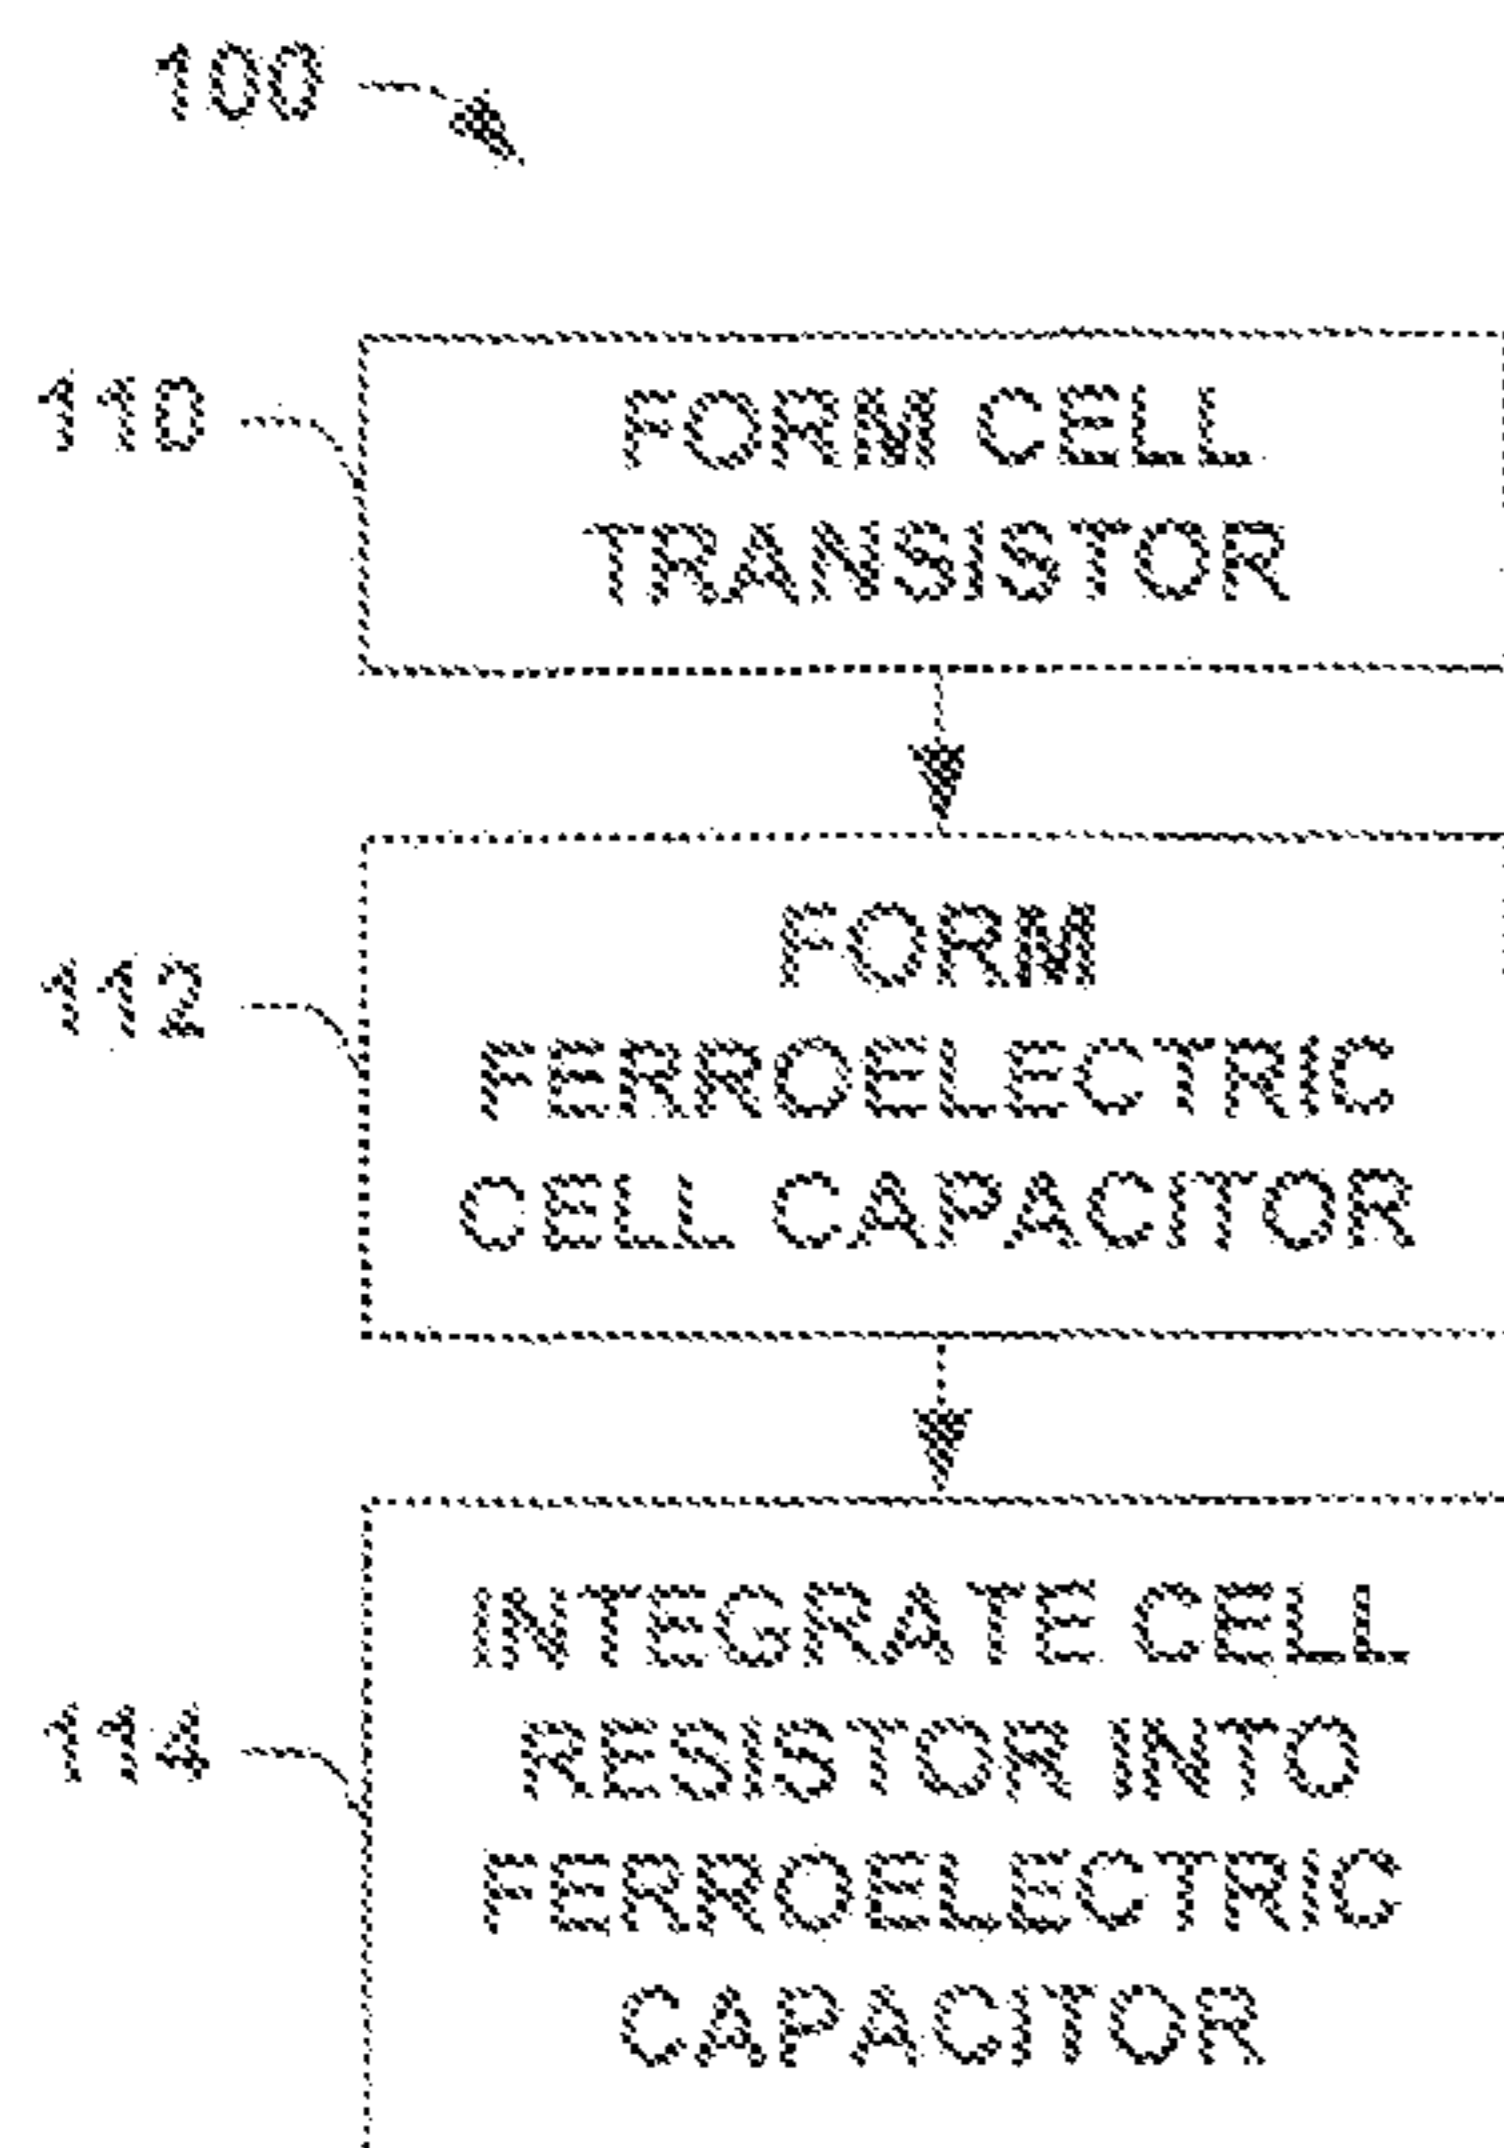 100
110
FORM CELL
TRANSISTOR
112
FORM
FERROELECTRIC
CELL CAPACITOR
114
INTEGRATE CELL
RESISTOR INTO
FERROELECTRIC
CAPACITOR